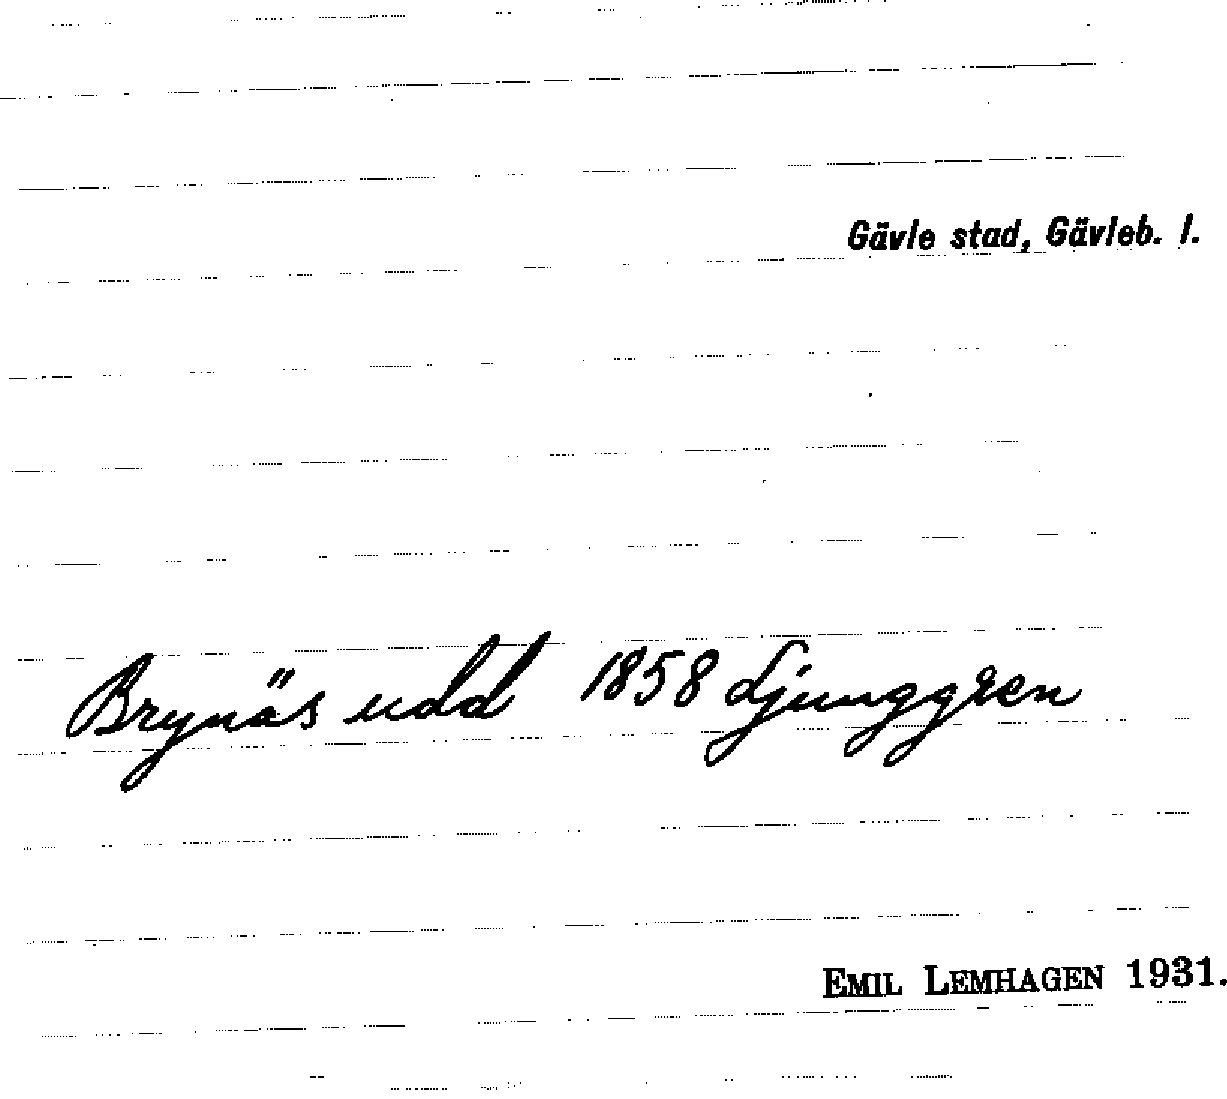 Gävle stad, Gävleb. l.
Brynäs udd 1858 Ljunggren
EMIL LEMHAGEN 1931.